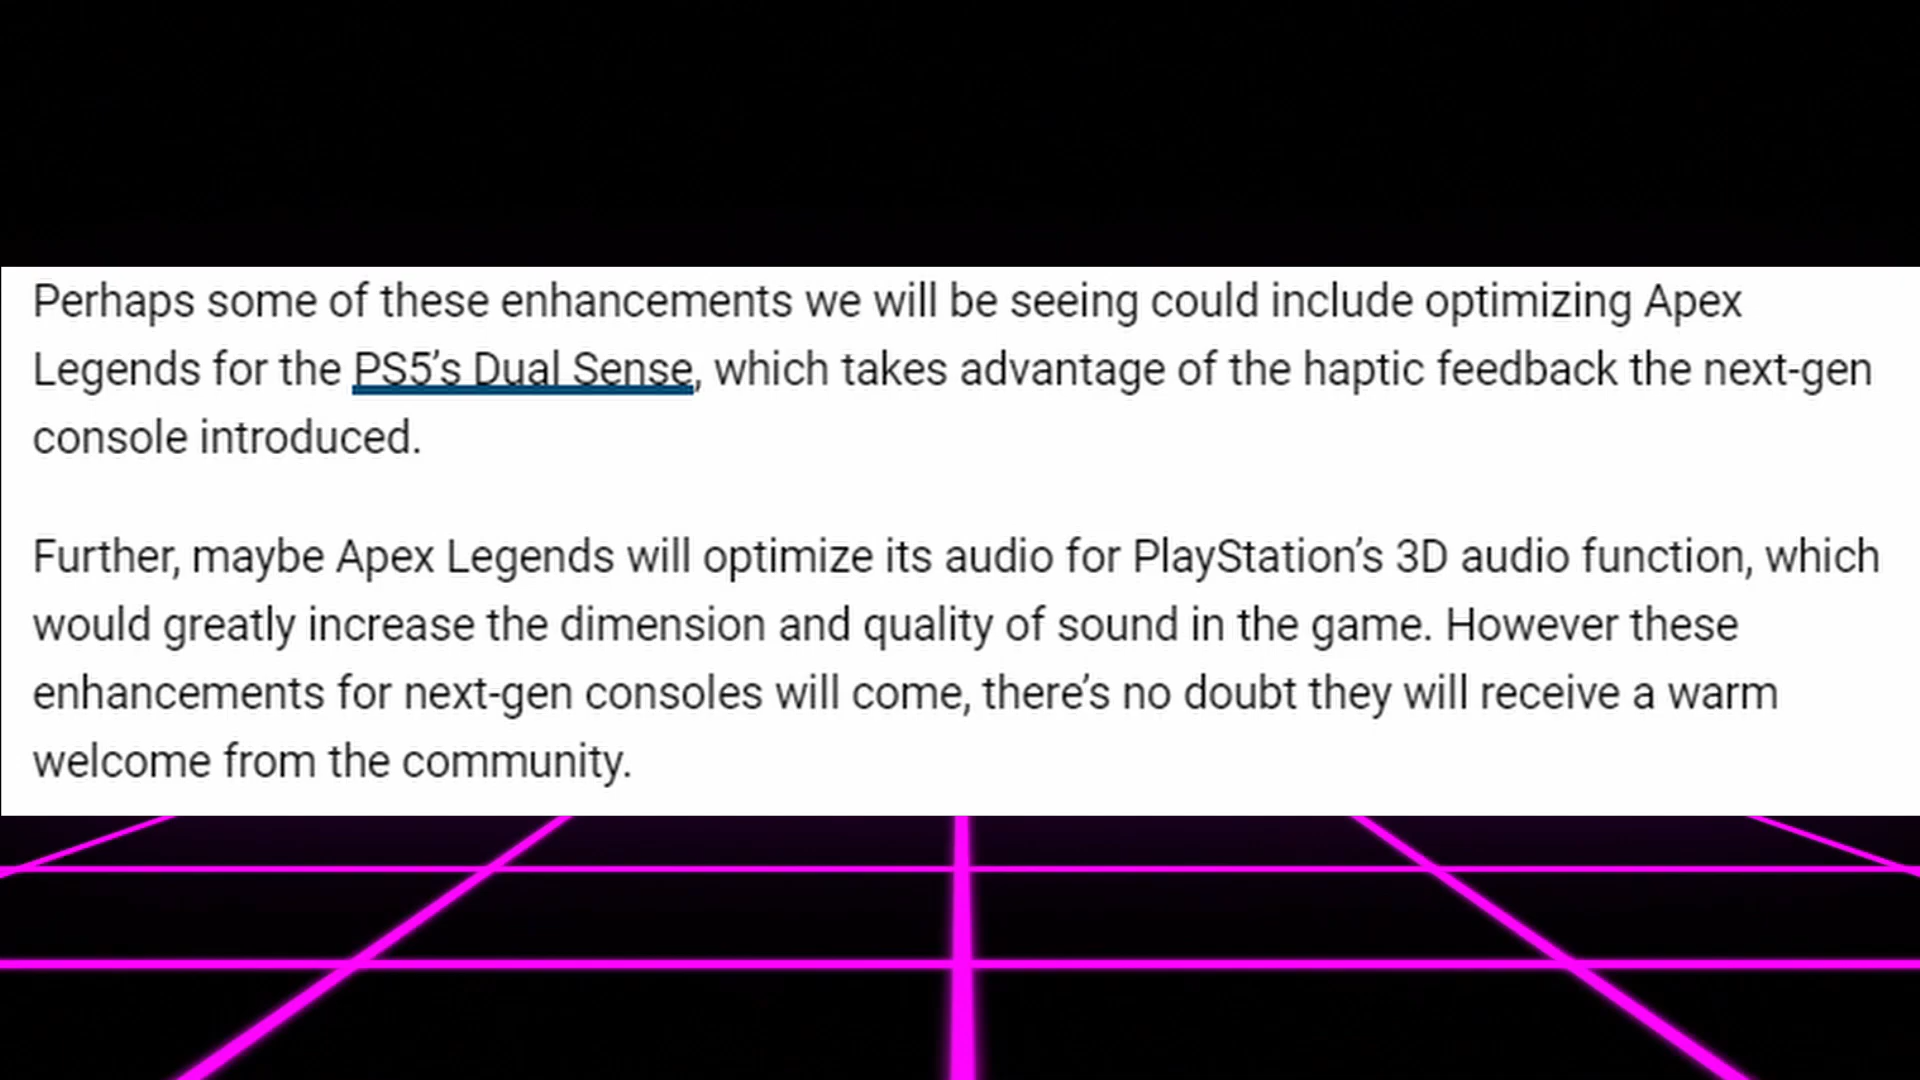 Perhaps some of these enhancements we will be seeing could include optimizing Apex
Legends for the PS5’s Dual Sense, which takes advantage of the haptic feedback the next-gen
console introduced.
Further, maybe Apex Legends will optimize its audio for PlayStation’s 3D audio function, which
would greatly increase the dimension and quality of sound in the game. However these
enhancements for next-gen consoles will come, there’s no doubt they will receive a warm
welcome from the community.